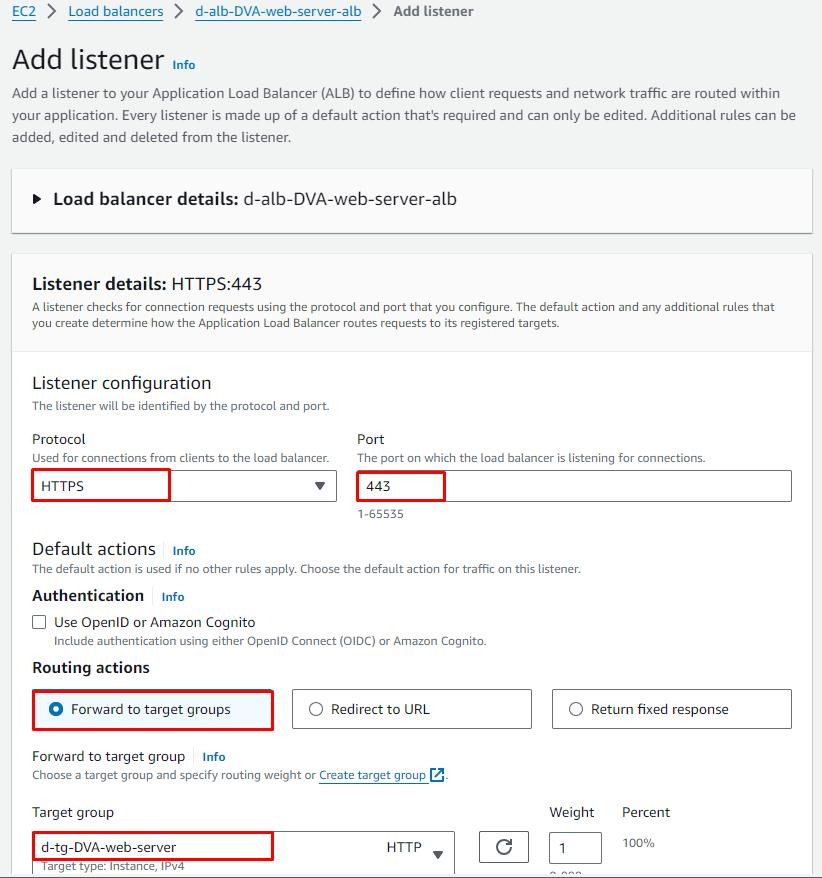 EC2 > Load balancers > d-alb-DVA-web-server-alb > Add listener
Add listener Info
Add a listener to your Application Load Balancer (ALB) to define how client requests and network traffic are routed within
your application. Every listener is made up of a default action that's required and can only be edited. Additional rules can be
added, edited and deleted from the listener.
Load balancer details: d-alb-DVA-web-server-alb
Listener details: HTTPS:443
A listener checks for connection requests using the protocol and port that you configure. The default action and any additional rules that
you create determine how the Application Load Balancer routes requests to its registered targets.
Listener configuration
The listener will be identified by the protocol and port.
Protocol Port
Used for connections from clients to the load balancer. The port on which the load balancer is listening for connections.
HTTPS 443
1-65535
Default actions Info
The default action is used if no other rules apply. Choose the default action for traffic on this listener.
Authentication Info
Use OpenID or Amazon Cognito
Include authentication using either OpenID Connect (OIDC) or Amazon Cognito.
Routing actions
Forward to target groups Redirect to URL Return fixed response
Forward to target group Info
Choose a target group and specify routing weight or Create target group.
Target group Weight Percent
d-tg-DVA-web-server HTTP 1 100%
Target type: Instance, IPv4